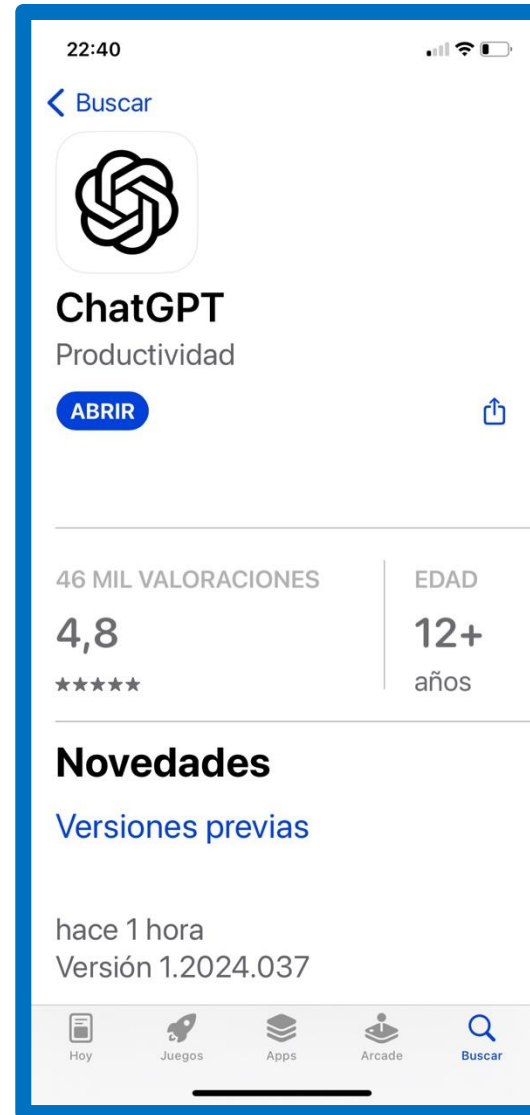 22:40
Buscar
ChatGPT
Productividad
ABRIR
46 MIL VALORACIONES
EDAD
4,8
12+
años
Novedades
Versiones previas
hace 1 hora
Versión 1.2024.037
Hoy Juegos Apps Arcade Buscar